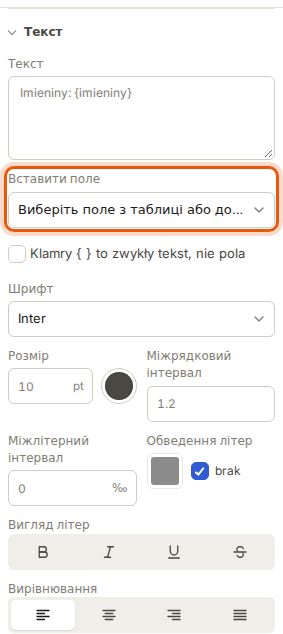 Текст
Текст
Imieniny: {imieniny}
Вставити поле
Виберіть поле з таблиці або до...
Klamry { } to zwykły tekst, nie pola
Шрифт
Inter
Розмір
Міжрядковий
інтервал
10 pt
1.2
Міжлітерний
інтервал
Обведення літер
0 ‰
brak
Вигляд літер
B I U S
Вирівнювання